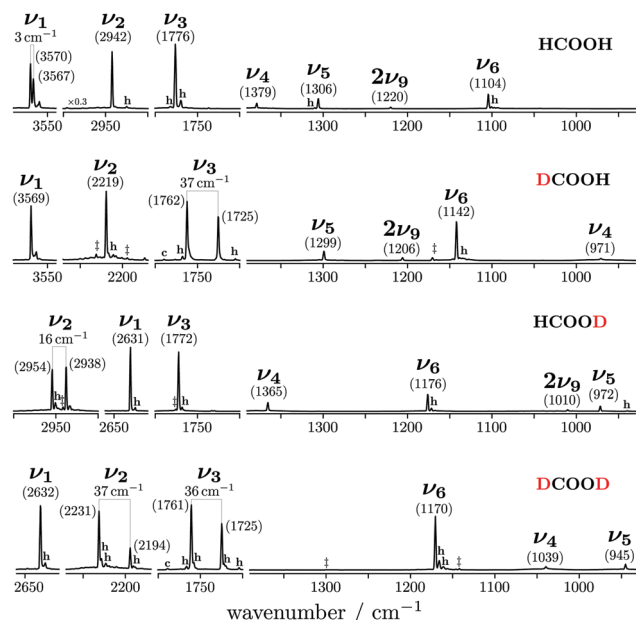 ν1 ν2 ν3
3 cm−1 (2942) (1776) HCOOH
(3570)
(3567) ν4 ν5 2ν9 ν6
(1379) (1306) (1220) (1104)
×0.3 h h h h h
3550 2950 1750 1300 1200 1100 1000
ν1 ν2 ν3 DCOOH
(3569) (2219) 37 cm−1 ν6
(1762) (1725) (1142)
ν5 2ν9 ν4
(1299) (1206) (971)
‡ h ‡ c h h ‡ h
3550 2200 1750 1300 1200 1100 1000
ν2 ν1 ν3 HCOOD
16 cm−1 (2631) (1772)
(2954) (2938) ν4 ν6 2ν9 ν5
(1365) (1176) (1010) (972)
h ‡ h ‡ h h h
2950 2650 1750 1300 1200 1100 1000
ν1 ν2 ν3 ν6 DCOOD
(2632) 37 cm−1 36 cm−1 (1170)
(2231) (2194) (1761) (1725)
ν4 ν5
(1039) (945)
h h h h c h h h ‡ h h ‡ h
2650 2200 1750 1300 1200 1100 1000
wavenumber / cm−1